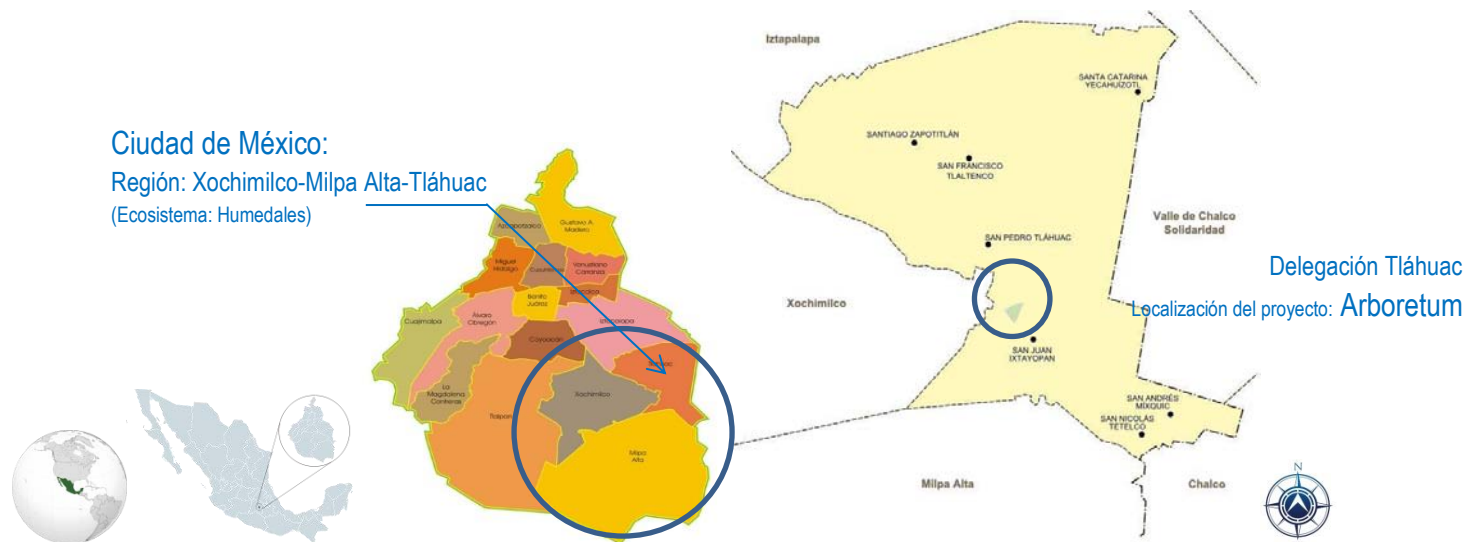 Ciudad de México:
Región: Xochimilco-Milpa Alta-Tláhuac
(Ecosistema: Humedales)
Azcapotzalco
Gustavo A.
Madero
Miguel
Hidalgo
Cuauhtémoc
Venustiano
Carranza
Iztacalco
Benito
Juárez
Cuajimalpa
Álvaro
Obregón
Iztapalapa
Coyoacán
La
Magdalena
Contreras
Tláhuac
Xochimilco
Tlalpan
Milpa
Alta
Iztapalapa
SANTA CATARINA
YECAHUÍZOTL
SANTIAGO ZAPOTITLÁN
SAN FRANCISCO
TLALTENCO
Valle de Chalco
Solidaridad
SAN PEDRO TLÁHUAC
Delegación Tláhuac
Xochimilco
Localización del proyecto: Arboretum
SAN JUAN
IXTAYOPAN
SAN ANDRÉS
MIXQUIC
SAN NICOLÁS
TETELCO
Milpa Alta
Chalco
N